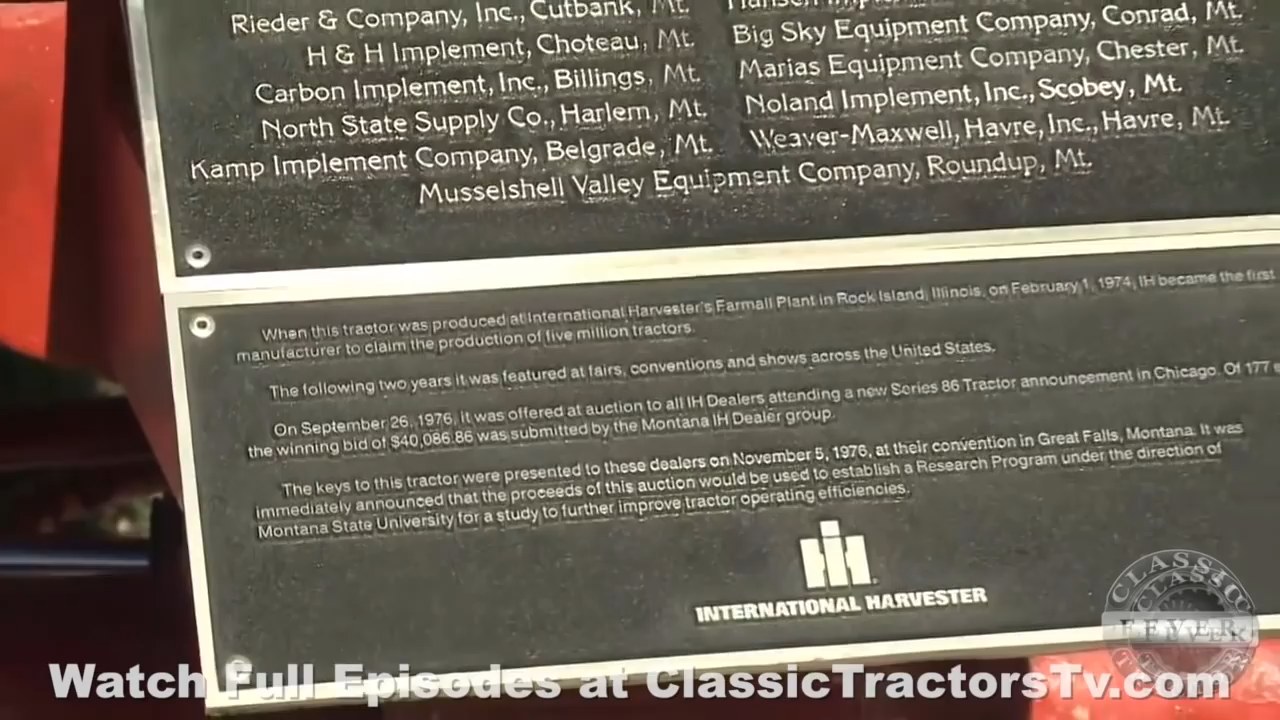 Rieder & Company, Inc., Cutbank, Mt.
H & H Implement, Choteau, Mt.
Carbon Implement, Inc., Billings, Mt.
North State Supply Co., Harlem, Mt.
Kamp Implement Company, Belgrade, Mt.
Big Sky Equipment Company, Conrad, Mt.
Marias Equipment Company, Chester, Mt.
Noland Implement, Inc., Scobey, Mt.
Weaver-Maxwell, Havre, Inc., Havre, Mt.
Musselshell Valley Equipment Company, Roundup, Mt.
When this tractor was produced at International Harvester's Farmall Plant in Rock Island, Illinois, on February 1, 1974, IH became the first
manufacturer to claim the production of five million tractors.
The following two years it was featured at fairs, conventions and shows across the United States.
On September 26, 1976, it was offered at auction to all IH Dealers attending a new Series 86 Tractor announcement in Chicago. Of 177
the winning bid of $40,086.86 was submitted by the Montana IH Dealer group.
The keys to this tractor were presented to these dealers on November 5, 1976, at their convention in Great Falls, Montana. It was
immediately announced that the proceeds of this auction would be used to establish a Research Program under the direction of
Montana State University for a study to further improve tractor operating efficiencies.
IH
INTERNATIONAL HARVESTER
CLASSIC
FEVER
Watch Full Episodes at ClassicTractorsTv.com